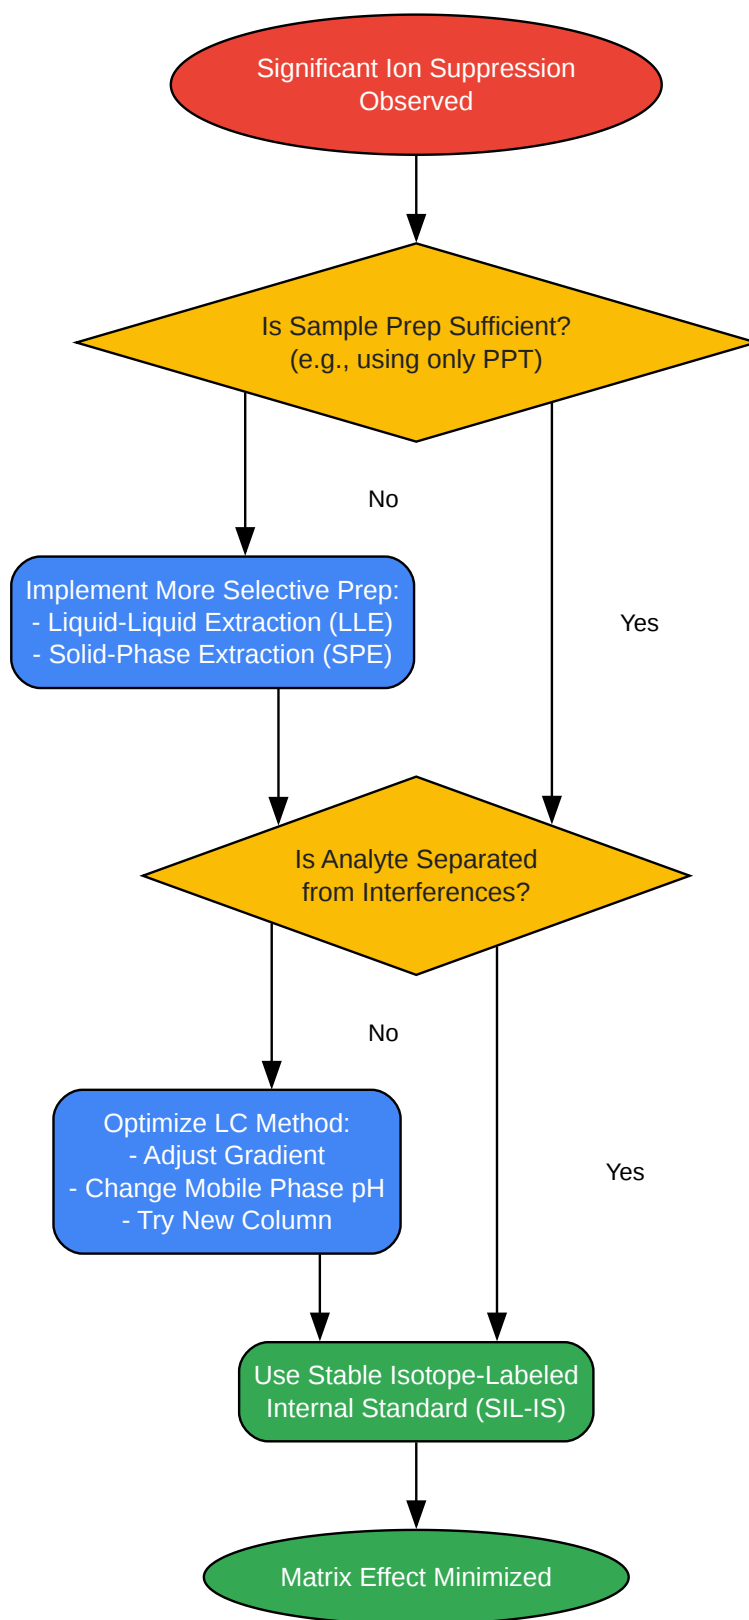 Significant Ion Suppression
Observed
Is Sample Prep Sufficient?
(e.g., using only PPT)
No
Implement More Selective Prep:
- Liquid-Liquid Extraction (LLE)
- Solid-Phase Extraction (SPE)
Yes
Is Analyte Separated
from Interferences?
No
Optimize LC Method:
- Adjust Gradient
- Change Mobile Phase pH
- Try New Column
Yes
Use Stable Isotope-Labeled
Internal Standard (SIL-IS)
Matrix Effect Minimized